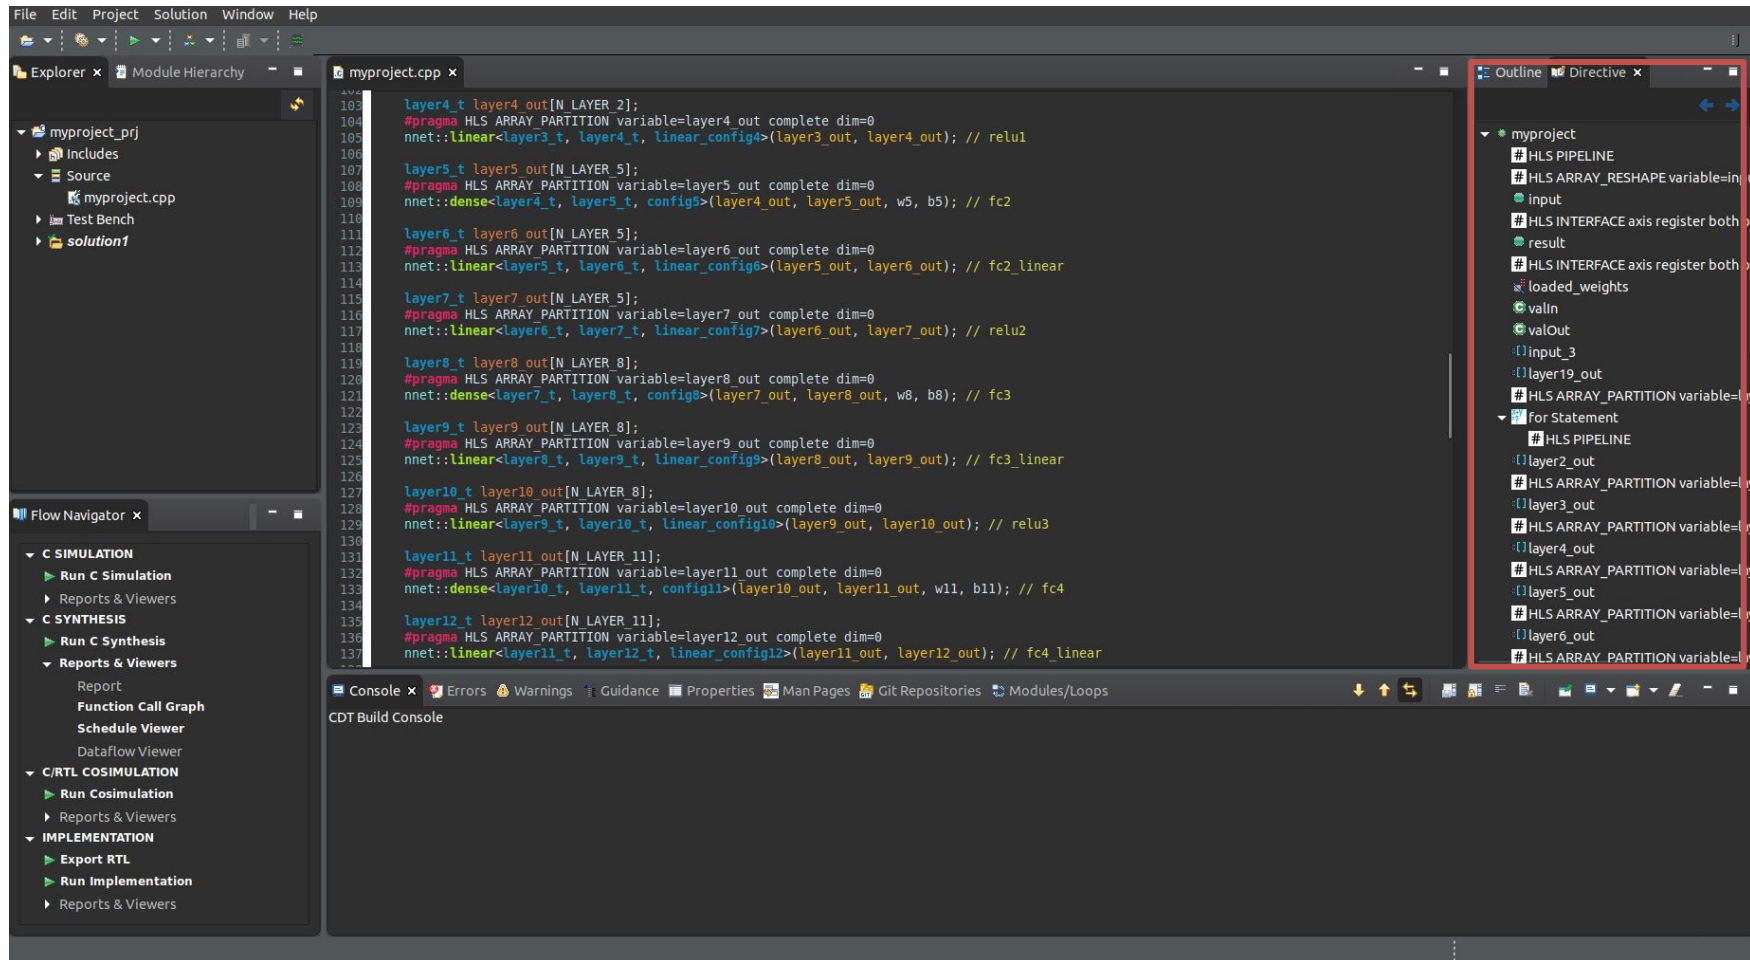 File Edit Project Solution Window Help
Explorer Module Hierarchy
myproject_prj
Includes
Source
myproject.cpp
Test Bench
solution1
Flow Navigator
C SIMULATION
Run C Simulation
Reports & Viewers
C SYNTHESIS
Run C Synthesis
Reports & Viewers
Report
Function Call Graph
Schedule Viewer
Dataflow Viewer
C/RTL COSIMULATION
Run Cosimulation
Reports & Viewers
IMPLEMENTATION
Export RTL
Run Implementation
Reports & Viewers
myproject.cpp
103 layer4_t layer4_out[N_LAYER_2];
104 #pragma HLS ARRAY_PARTITION variable=layer4_out complete dim=0
105 nnet::linear<layer3_t, layer4_t, linear_config4>(layer3_out, layer4_out); // relu1
106
107 layer5_t layer5_out[N_LAYER_5];
108 #pragma HLS ARRAY_PARTITION variable=layer5_out complete dim=0
109 nnet::dense<layer4_t, layer5_t, config5>(layer4_out, layer5_out, w5, b5); // fc2
110
111 layer6_t layer6_out[N_LAYER_5];
112 #pragma HLS ARRAY_PARTITION variable=layer6_out complete dim=0
113 nnet::linear<layer5_t, layer6_t, linear_config6>(layer5_out, layer6_out); // fc2_linear
114
115 layer7_t layer7_out[N_LAYER_5];
116 #pragma HLS ARRAY_PARTITION variable=layer7_out complete dim=0
117 nnet::linear<layer6_t, layer7_t, linear_config7>(layer6_out, layer7_out); // relu2
118
119 layer8_t layer8_out[N_LAYER_8];
120 #pragma HLS ARRAY_PARTITION variable=layer8_out complete dim=0
121 nnet::dense<layer7_t, layer8_t, config8>(layer7_out, layer8_out, w8, b8); // fc3
122
123 layer9_t layer9_out[N_LAYER_8];
124 #pragma HLS ARRAY_PARTITION variable=layer9_out complete dim=0
125 nnet::linear<layer8_t, layer9_t, linear_config9>(layer8_out, layer9_out); // fc3_linear
126
127 layer10_t layer10_out[N_LAYER_8];
128 #pragma HLS ARRAY_PARTITION variable=layer10_out complete dim=0
129 nnet::linear<layer9_t, layer10_t, linear_config10>(layer9_out, layer10_out); // relu3
130
131 layer11_t layer11_out[N_LAYER_11];
132 #pragma HLS ARRAY_PARTITION variable=layer11_out complete dim=0
133 nnet::dense<layer10_t, layer11_t, config11>(layer10_out, layer11_out, w11, b11); // fc4
134
135 layer12_t layer12_out[N_LAYER_11];
136 #pragma HLS ARRAY_PARTITION variable=layer12_out complete dim=0
137 nnet::linear<layer11_t, layer12_t, linear_config12>(layer11_out, layer12_out); // fc4_linear
Console Errors Warnings Guidance Properties Man Pages Git Repositories Modules/Loops
CDT Build Console
Outline Directive
myproject
# HLS PIPELINE
# HLS ARRAY_RESHAPE variable=inp
input
# HLS INTERFACE axis register both
result
# HLS INTERFACE axis register both
loaded_weights
valIn
valOut
input_3
layer19_out
# HLS ARRAY_PARTITION variable=
for Statement
# HLS PIPELINE
layer2_out
# HLS ARRAY_PARTITION variable=
layer3_out
# HLS ARRAY_PARTITION variable=
layer4_out
# HLS ARRAY_PARTITION variable=
layer5_out
# HLS ARRAY_PARTITION variable=
layer6_out
# HLS ARRAY PARTITION variable=